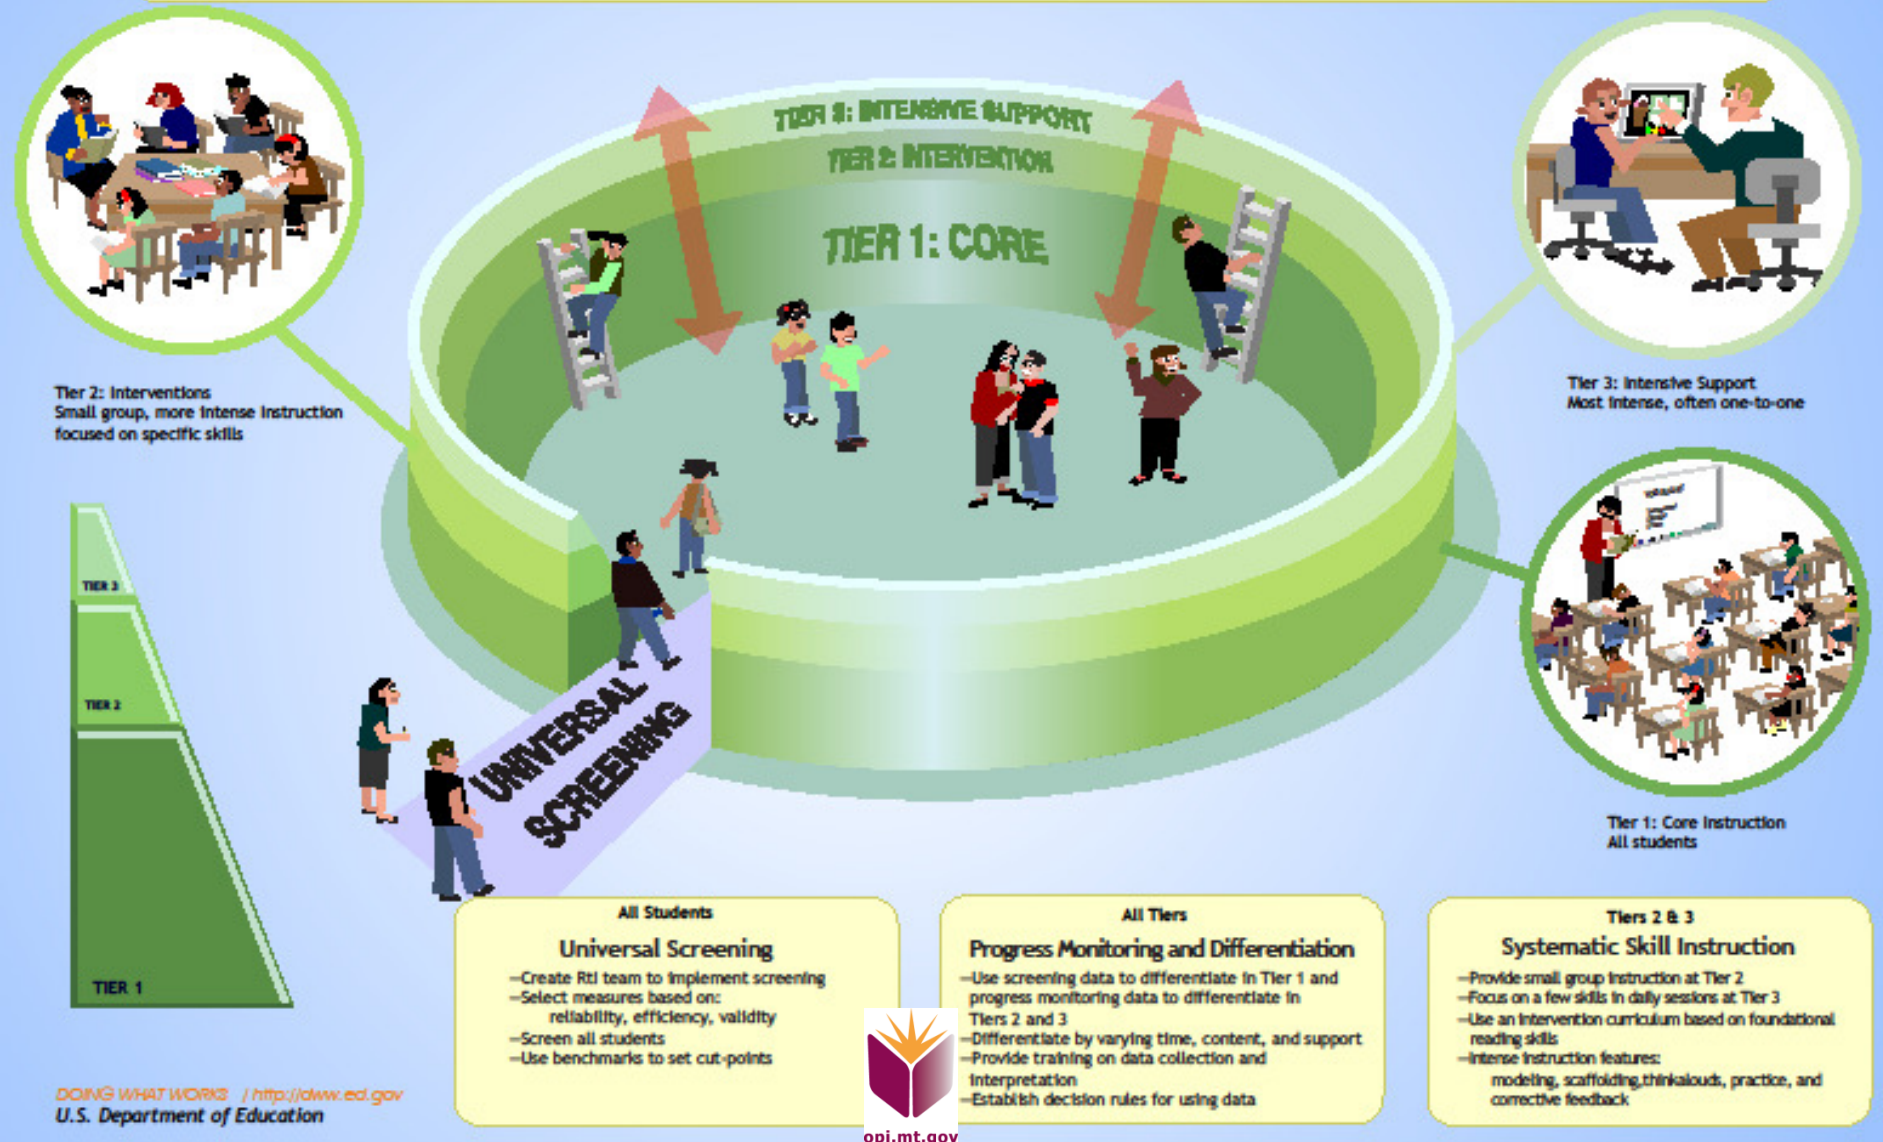 TIER 3: INTENSIVE SUPPORT
TIER 2: INTERVENTION
TIER 1: CORE
Tier 2: Interventions
Small group, more intense instruction
focused on specific skills
Tier 3: Intensive Support
Most intense, often one-to-one
TIER 3
TIER 2
TIER 1
UNIVERSAL
SCREENING
Tier 1: Core Instruction
All students
All Students
Universal Screening
—Create RtI team to implement screening
—Select measures based on:
reliability, efficiency, validity
—Screen all students
—Use benchmarks to set cut-points
All Tiers
Progress Monitoring and Differentiation
—Use screening data to differentiate in Tier 1 and
progress monitoring data to differentiate in
Tiers 2 and 3
—Differentiate by varying time, content, and support
—Provide training on data collection and
interpretation
—Establish decision rules for using data
Tiers 2 & 3
Systematic Skill Instruction
—Provide small group instruction at Tier 2
—Focus on a few skills in daily sessions at Tier 3
—Use an intervention curriculum based on foundational
reading skills
—Intense instruction features:
modeling, scaffolding,thinkalouds, practice, and
corrective feedback
DOING WHAT WORKS / http://dww.ed.gov
U.S. Department of Education
opi.mt.gov